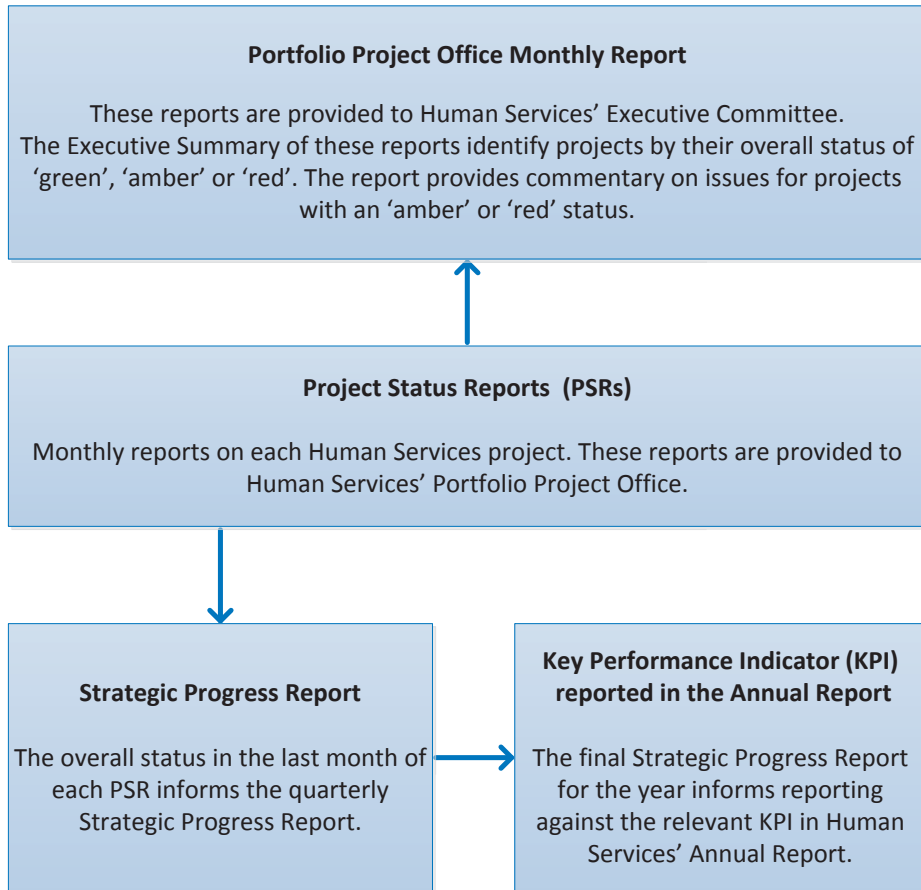 Portfolio Project Office Monthly Report
These reports are provided to Human Services’ Executive Committee.
The Executive Summary of these reports identify projects by their overall status of
‘green’, ‘amber’ or ‘red’. The report provides commentary on issues for projects
with an ‘amber’ or ‘red’ status.
Project Status Reports (PSRs)
Monthly reports on each Human Services project. These reports are provided to
Human Services’ Portfolio Project Office.
Strategic Progress Report
The overall status in the last month of
each PSR informs the quarterly
Strategic Progress Report.
Key Performance Indicator (KPI)
reported in the Annual Report
The final Strategic Progress Report
for the year informs reporting
against the relevant KPI in Human
Services’ Annual Report.